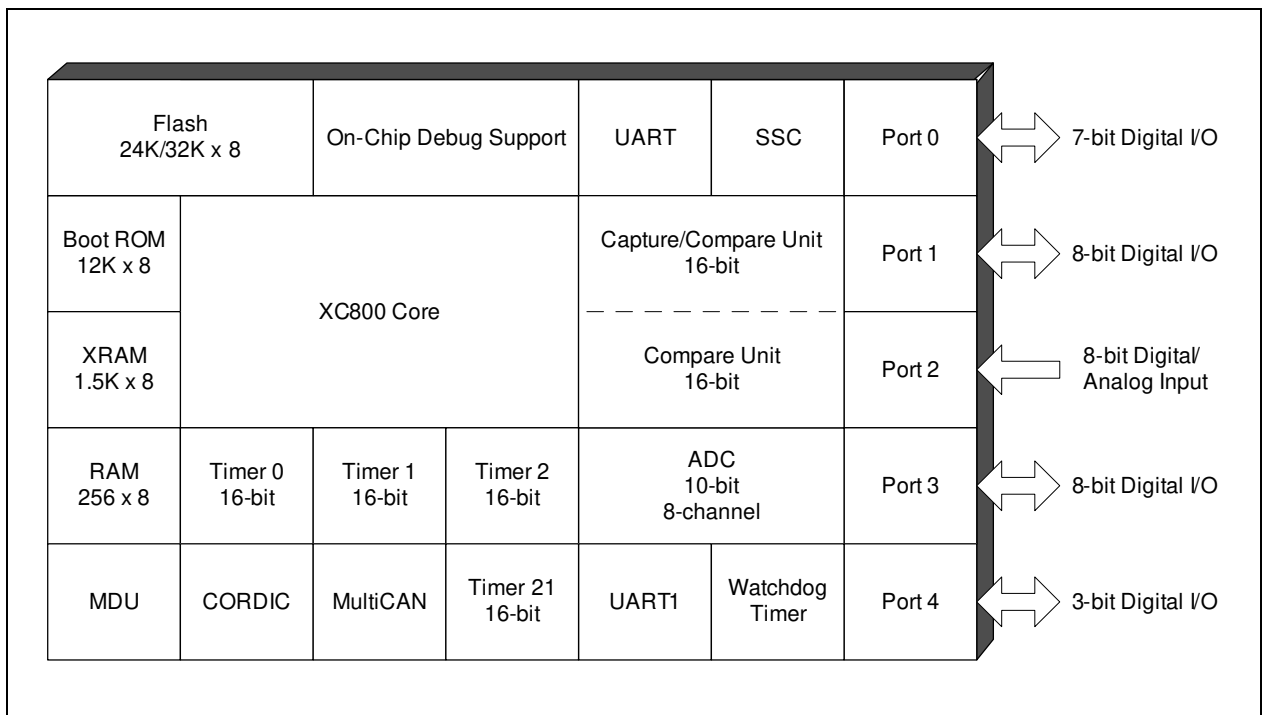 Flash
24K/32K x 8
On-Chip Debug Support
UART
SSC
Port 0
7-bit Digital I/O
Boot ROM
12K x 8
XC800 Core
Capture/Compare Unit
16-bit
Port 1
8-bit Digital I/O
XRAM
1.5K x 8
Compare Unit
16-bit
Port 2
8-bit Digital/
Analog Input
RAM
256 x 8
Timer 0
16-bit
Timer 1
16-bit
Timer 2
16-bit
ADC
10-bit
8-channel
Port 3
8-bit Digital I/O
MDU
CORDIC
MultiCAN
Timer 21
16-bit
UART1
Watchdog
Timer
Port 4
3-bit Digital I/O